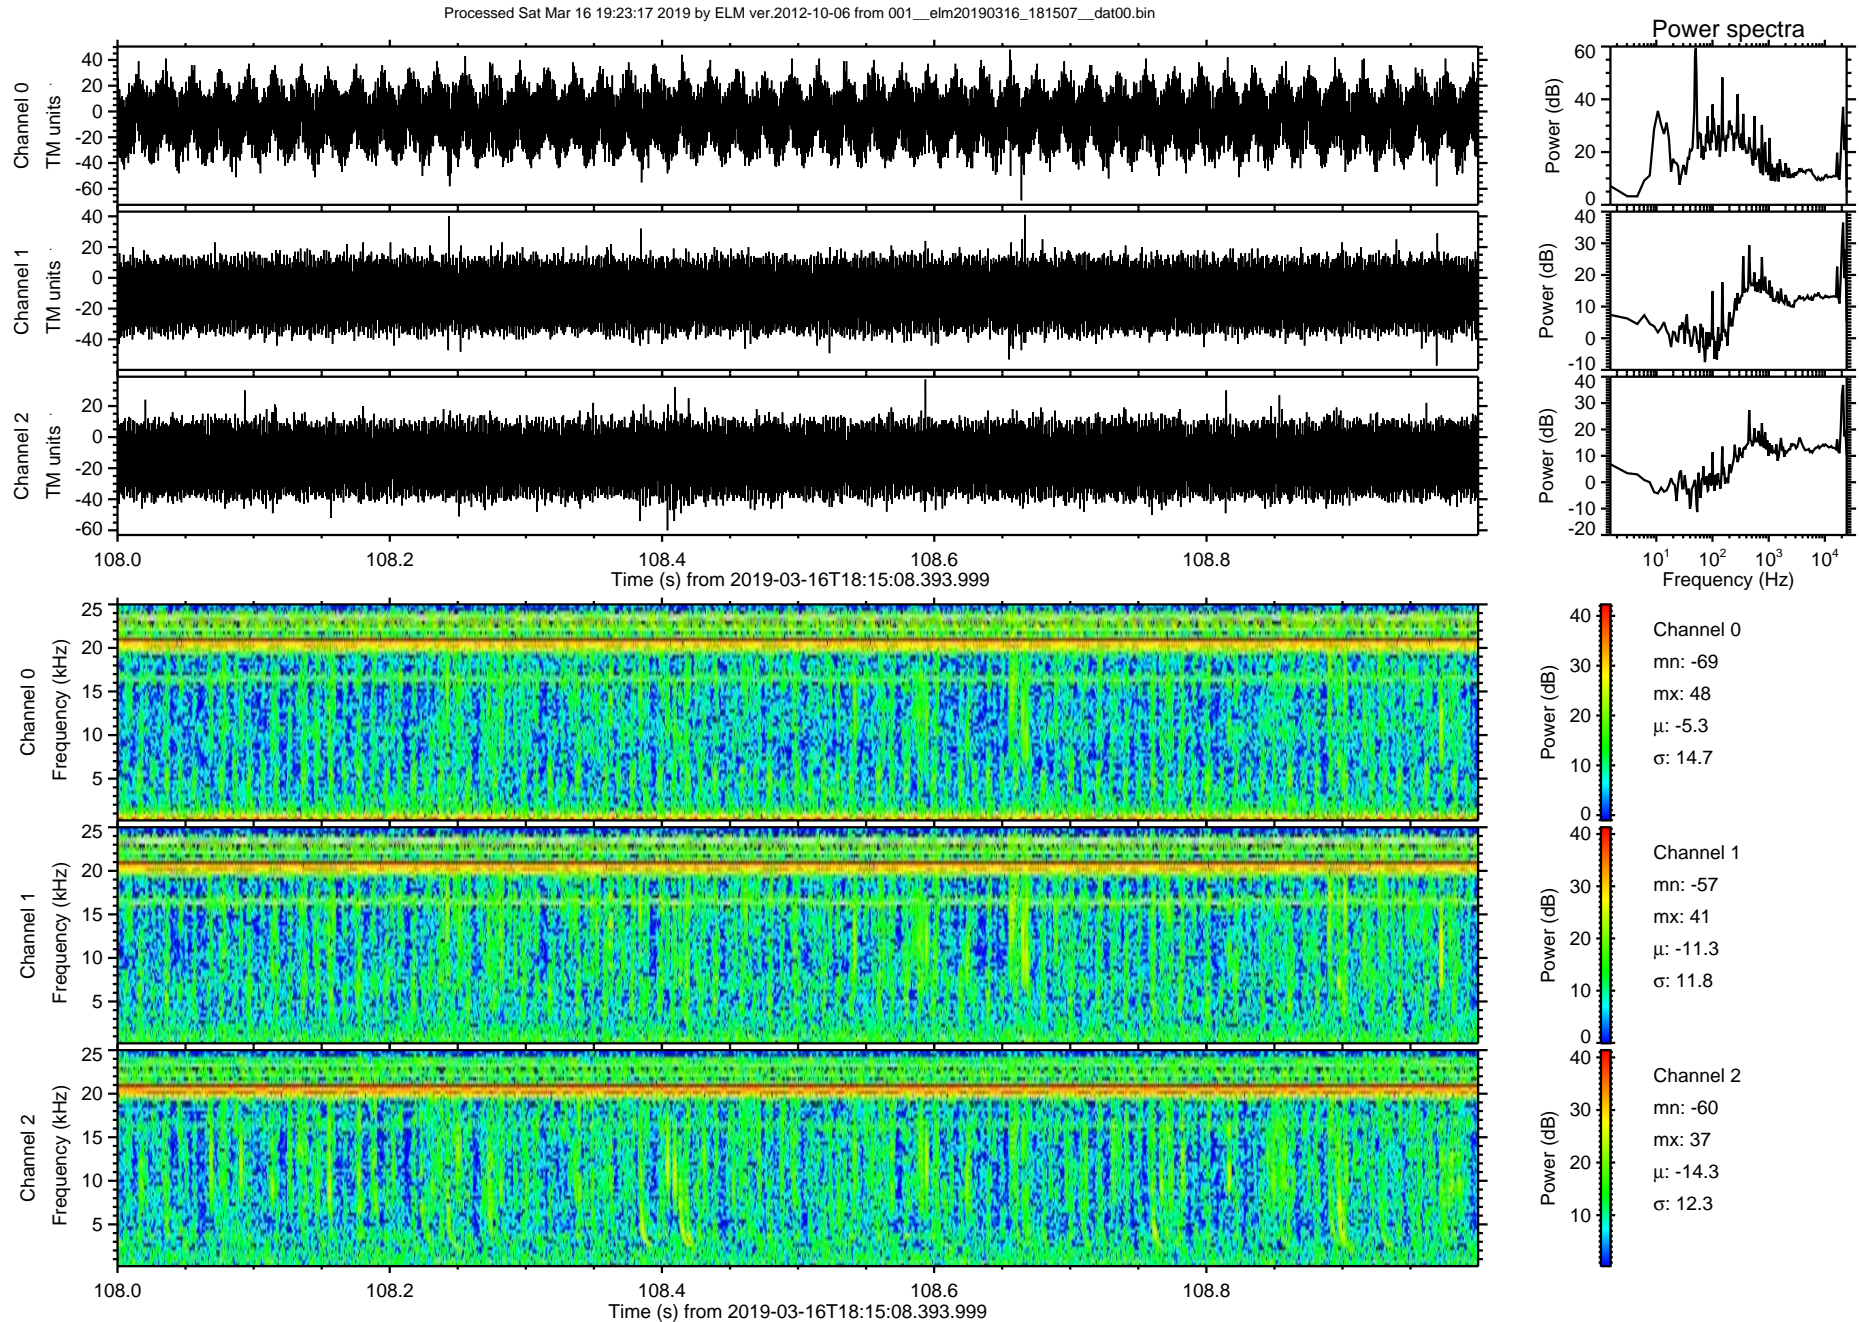 Processed Sat Mar 16 19:23:17 2019 by ELM ver.2012-10-06 from 001__elm20190316_181507__dat00.bin
Power spectra
Channel 0
TM units
40
20
0
-20
-40
-60
Power (dB)
60
40
20
0
Channel 1
TM units
40
20
0
-20
-40
Power (dB)
40
30
20
10
0
-10
Channel 2
TM units
20
0
-20
-40
-60
Power (dB)
40
30
20
10
0
-10
-20
108.0 108.2 108.4 108.6 108.8
Time (s) from 2019-03-16T18:15:08.393.999
10¹ 10² 10³ 10⁴
Frequency (Hz)
Channel 0
Frequency (kHz)
25
20
15
10
5
Power (dB)
40
30
20
10
0
Channel 0
mn: -69
mx: 48
μ: -5.3
σ: 14.7
Channel 1
Frequency (kHz)
25
20
15
10
5
Power (dB)
40
30
20
10
0
Channel 1
mn: -57
mx: 41
μ: -11.3
σ: 11.8
Channel 2
Frequency (kHz)
25
20
15
10
5
Power (dB)
40
30
20
10
Channel 2
mn: -60
mx: 37
μ: -14.3
σ: 12.3
108.0 108.2 108.4 108.6 108.8
Time (s) from 2019-03-16T18:15:08.393.999